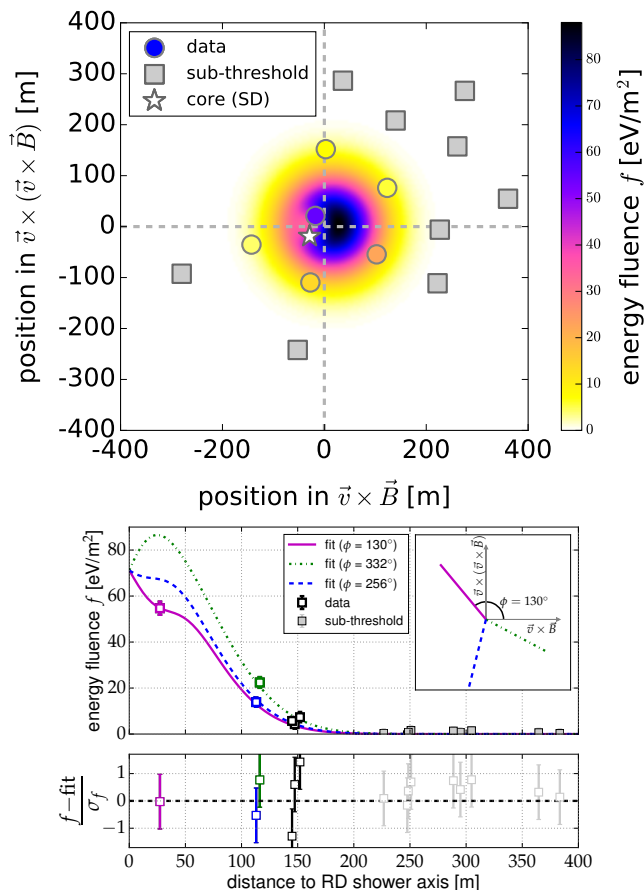 400
300
200
100
0
-100
-200
-300
-400
position in v⃗ × (v⃗ × B⃗) [m]
data
sub-threshold
core (SD)
-400 -200 0 200 400
position in v⃗ × B⃗ [m]
80
70
60
50
40
30
20
10
0
energy fluence f [eV/m²]
80
60
40
20
0
energy fluence f [eV/m²]
fit (ϕ = 130°)
fit (ϕ = 332°)
fit (ϕ = 256°)
data
sub-threshold
v⃗ × (v⃗ × B⃗)
ϕ = 130°
v⃗ × B⃗
1
0
−1
f−fit
σf
0 50 100 150 200 250 300 350 400
distance to RD shower axis [m]